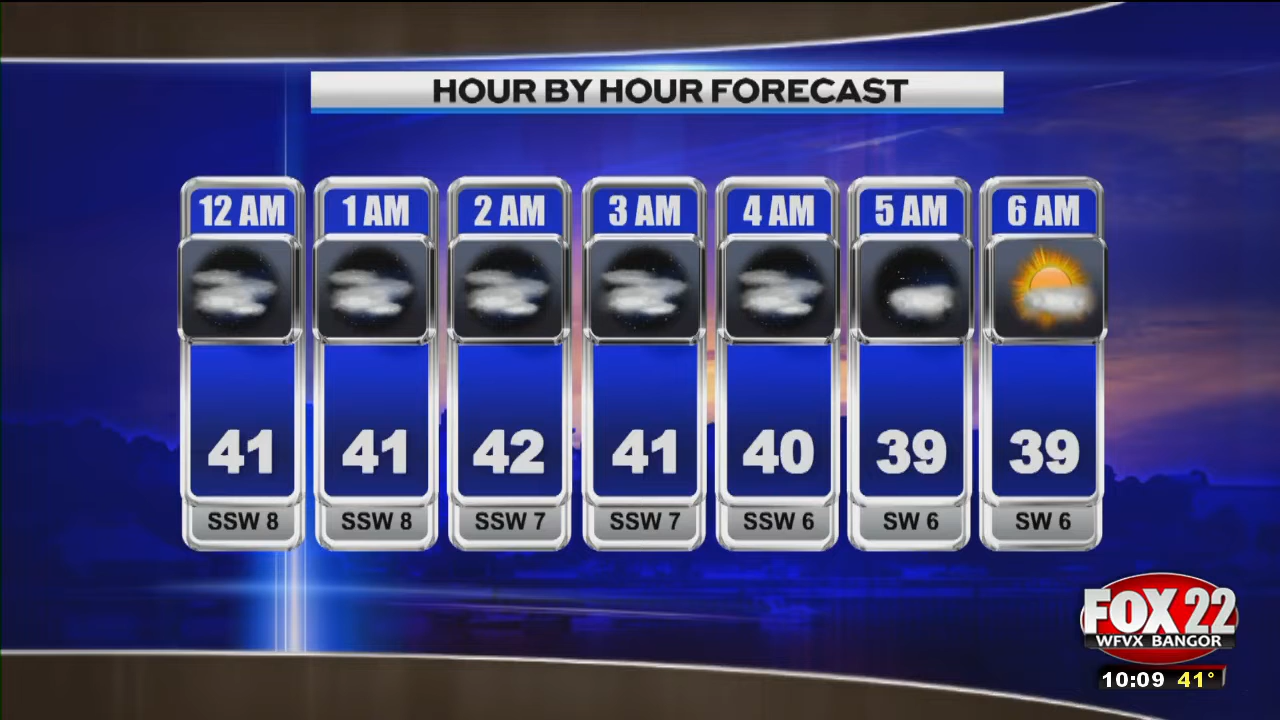 HOUR BY HOUR FORECAST
12 AM 1 AM 2 AM 3 AM 4 AM 5 AM 6 AM
41 41 42 41 40 39 39
SSW 8 SSW 8 SSW 7 SSW 7 SSW 6 SW 6 SW 6
FOX 22
WFVX BANGOR
10:09 41°